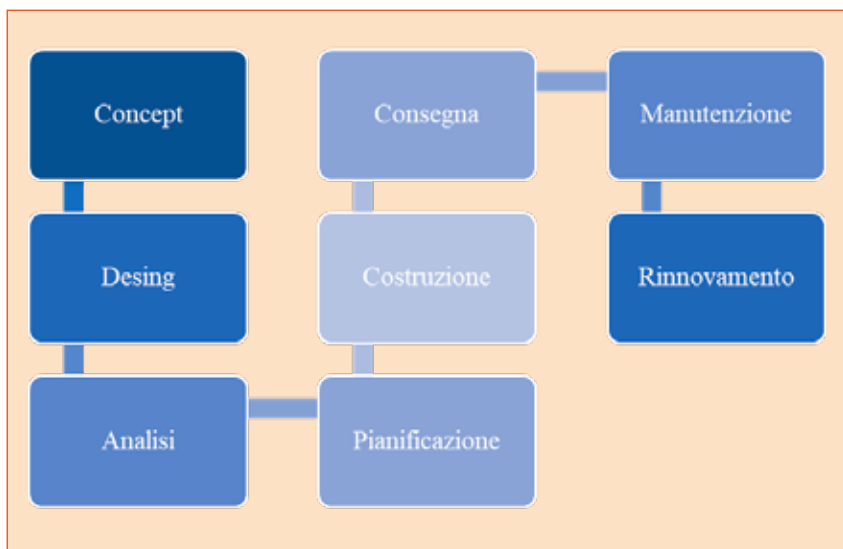 Concept
Desing
Analisi
Pianificazione
Costruzione
Consegna
Manutenzione
Rinnovamento